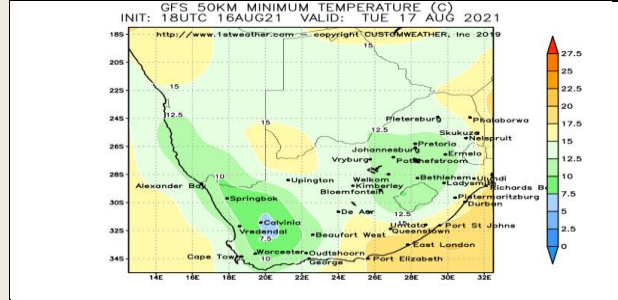 GFS 50KM MINIMUM TEMPERATURE (C)
INIT: 18UTC 16AUG21 VALID: TUE 17 AUG 2021
http://www.1stweather.com — copyright CUSTOMWEATHER, Inc 2019
18S
20S
22S
24S
26S
28S
30S
32S
34S
14E
16E
18E
20E
22E
24E
26E
28E
30E
32E
15
15
12.5
15
12.5
10
12.5
7.5
10
Pietersburg
Phalaborwa
Skukuza
Nelspruit
Pretoria
Johannesburg
Ermelo
Vryburg
Potchefstroom
Upington
Welkom
Kimberley
Bloemfontein
Bethlehem
Ulundi
Ladysmith
Richards B
Alexander Bay
Springbok
Pietermaritzburg
Durban
De Aar
Calvinia
Vredendal
Umtata
Port St Johns
Queenstown
Beaufort West
East London
Worcester
Oudtshoorn
Cape Town
George
Port Elizabeth
27.5
25
22.5
20
17.5
15
12.5
10
7.5
5
2.5
0